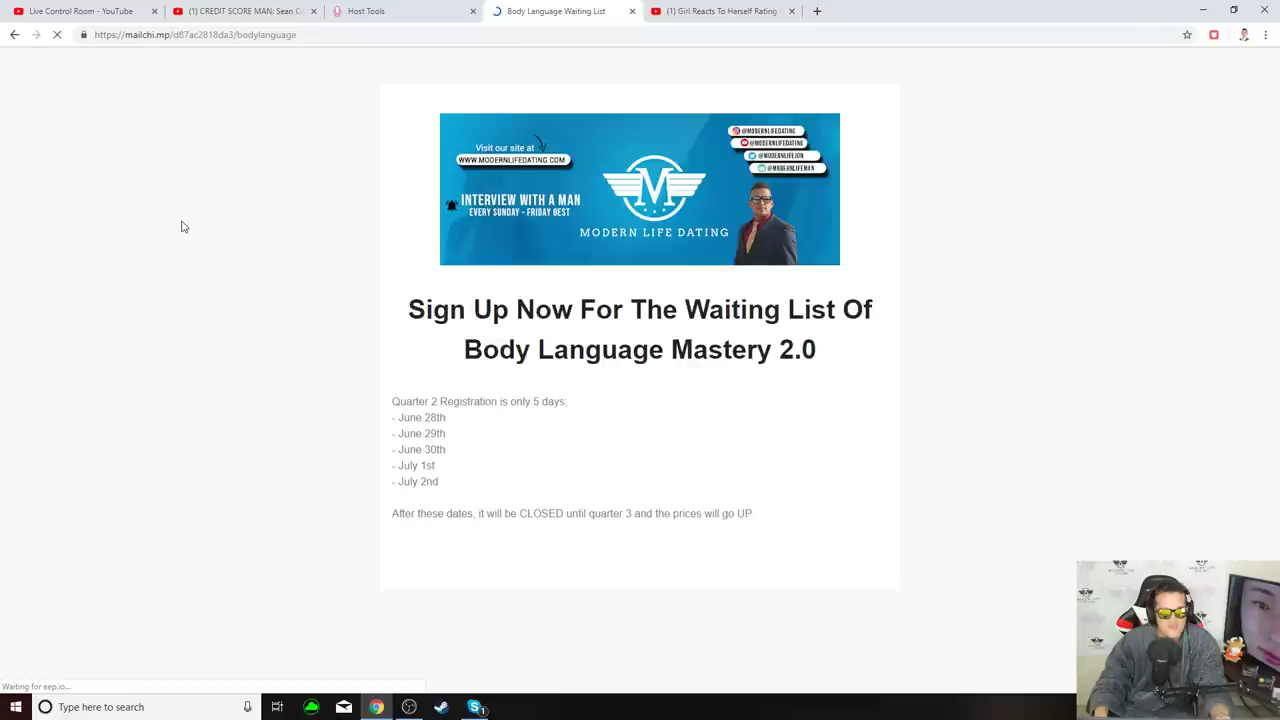 Live Control Room - YouTube
(1) CREDIT SCORE MAN: Sean C
Host Tools
Body Language Waiting List
(1) Girl Reacts To Herself Rating
https://mailchi.mp/d87ac2818da3/bodylanguage
Visit our site at
WWW.MODERNLIFEDATING.COM
INTERVIEW WITH A MAN
EVERY SUNDAY - FRIDAY 8EST
M
MODERN LIFE DATING
@MODERNLIFEDATING
@MODERNLIFEDATING
@MODERNLIFEJON
@MODERNLIFEMAN
Sign Up Now For The Waiting List Of
Body Language Mastery 2.0
Quarter 2 Registration is only 5 days:
- June 28th
- June 29th
- June 30th
- July 1st
- July 2nd
After these dates, it will be CLOSED until quarter 3 and the prices will go UP.
Waiting for eep.io...
Type here to search
1